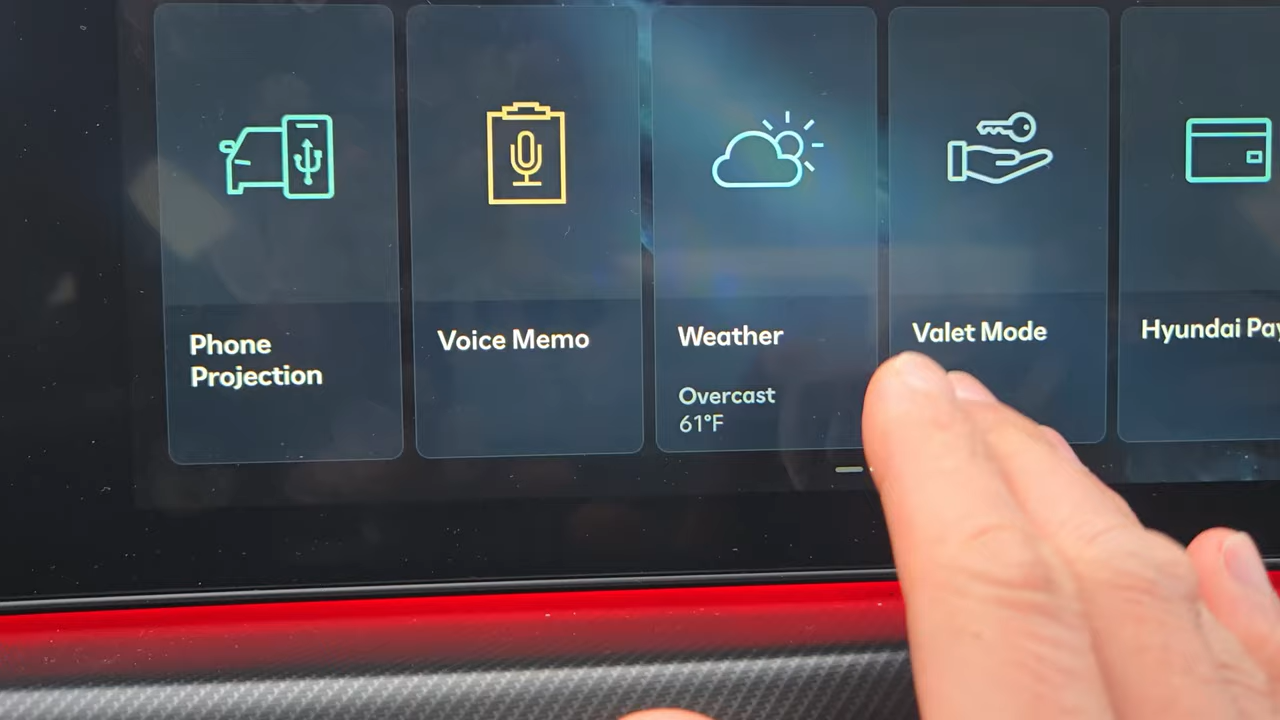 Phone
Projection
Voice Memo
Weather
Overcast
61°F
Valet Mode
Hyundai Pay